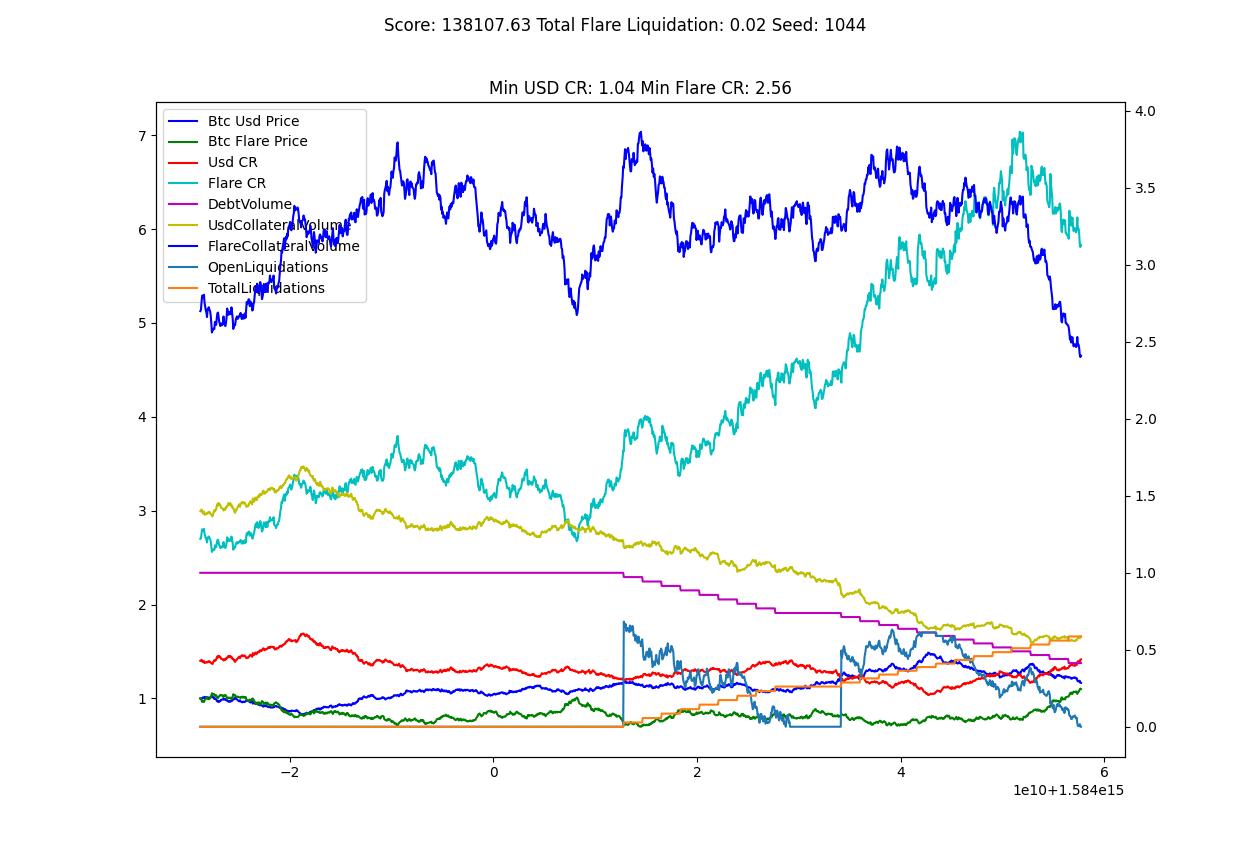 Score: 138107.63 Total Flare Liquidation: 0.02 Seed: 1044
Min USD CR: 1.04 Min Flare CR: 2.56
Btc Usd Price
Btc Flare Price
Usd CR
Flare CR
DebtVolume
UsdCollateralVolume
FlareCollateralVolume
OpenLiquidations
TotalLiquidations
7
6
5
4
3
2
1
4.0
3.5
3.0
2.5
2.0
1.5
1.0
0.5
0.0
−2 0 2 4 6
1e10+1.584e15